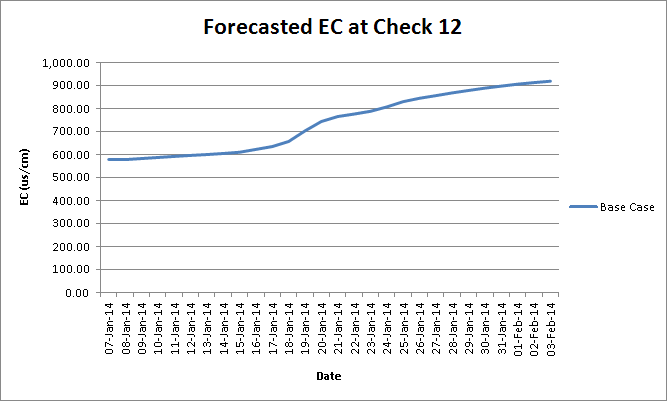 Forecasted EC at Check 12
1,000.00
900.00
800.00
700.00
600.00
500.00
400.00
300.00
200.00
100.00
0.00
EC (us/cm)
07-Jan-14
08-Jan-14
09-Jan-14
10-Jan-14
11-Jan-14
12-Jan-14
13-Jan-14
14-Jan-14
15-Jan-14
16-Jan-14
17-Jan-14
18-Jan-14
19-Jan-14
20-Jan-14
21-Jan-14
22-Jan-14
23-Jan-14
24-Jan-14
25-Jan-14
26-Jan-14
27-Jan-14
28-Jan-14
29-Jan-14
30-Jan-14
31-Jan-14
01-Feb-14
02-Feb-14
03-Feb-14
Date
Base Case